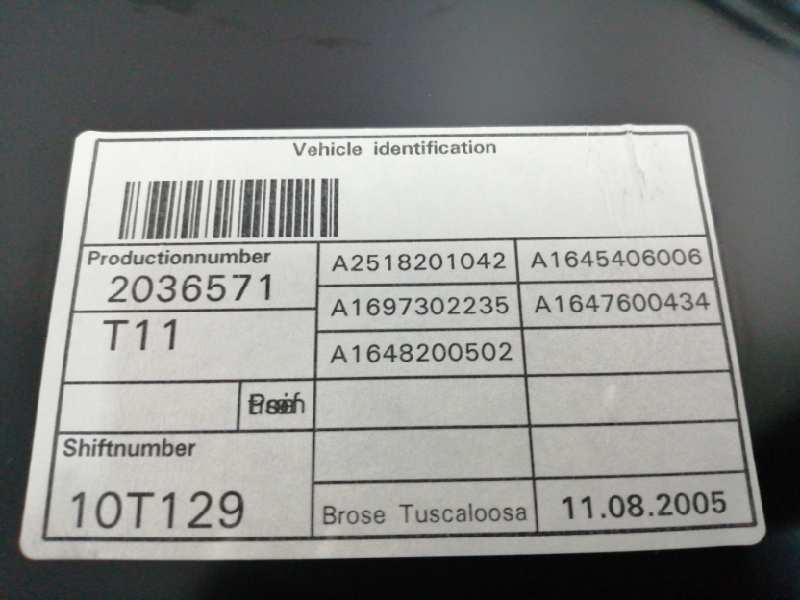 Vehicle identification
Productionnumber
2036571
A2518201042
A1645406006
T11
A1697302235
A1647600434
A1648200502
Shiftnumber
10T129
Brose Tuscaloosa
11.08.2005